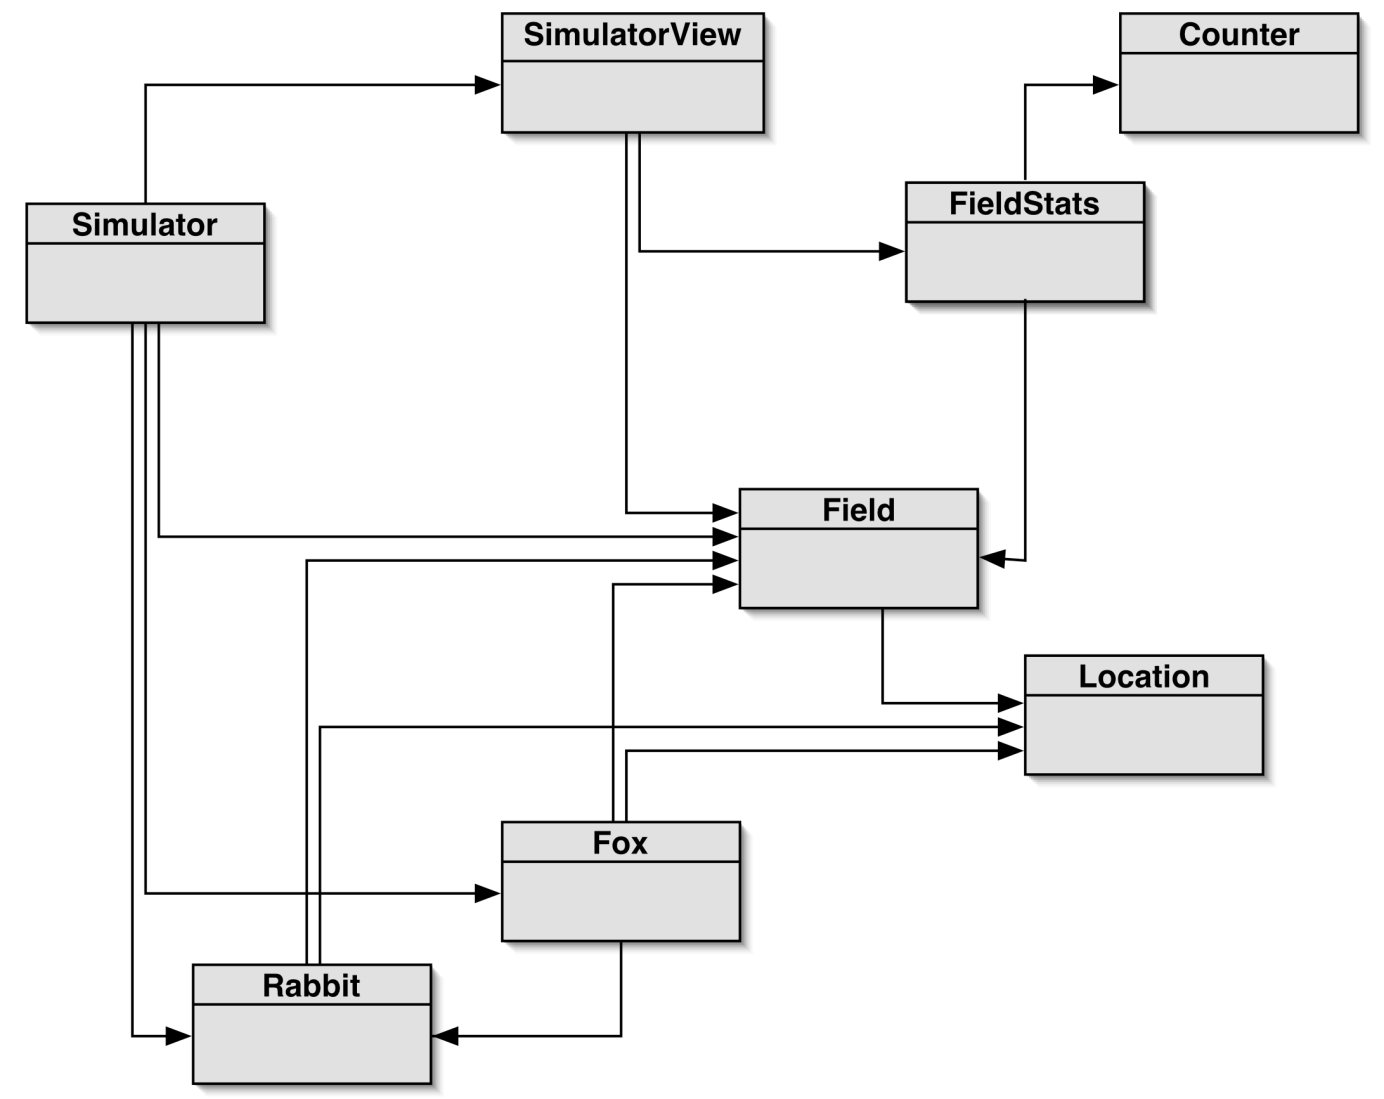 SimulatorView
Counter
Simulator
FieldStats
Field
Location
Fox
Rabbit